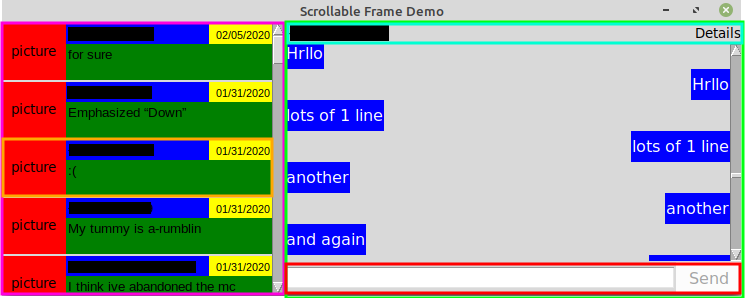 Scrollable Frame Demo
picture
02/05/2020
for sure
picture
01/31/2020
Emphasized “Down”
picture
01/31/2020
:(
picture
01/31/2020
My tummy is a-rumblin
picture
01/31/2020
I think ive abandoned the mc
Details
Hrllo
Hrllo
lots of 1 line
lots of 1 line
another
another
and again
Send